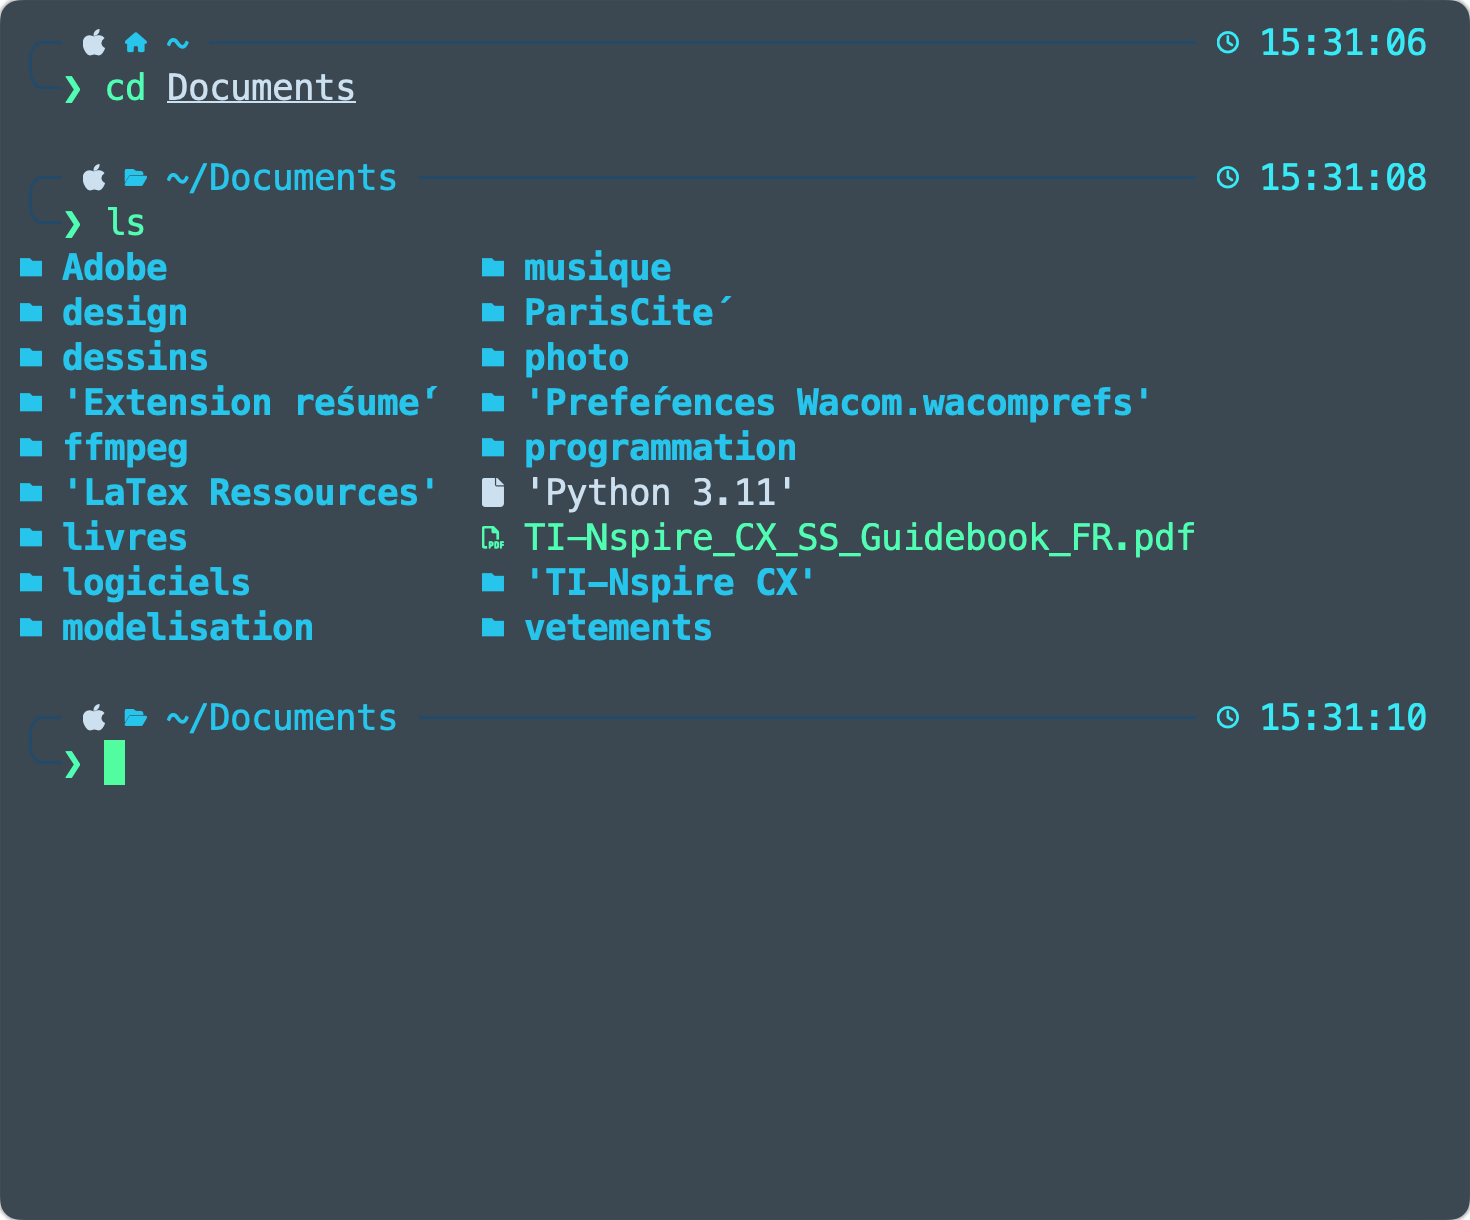 ~ 15:31:06
❯ cd Documents
~/Documents 15:31:08
❯ ls
Adobe musique
design ParisCite´
dessins photo
'Extension reśume´' 'Prefeŕences Wacom.wacomprefs'
ffmpeg programmation
'LaTex Ressources' 'Python 3.11'
livres TI-Nspire_CX_SS_Guidebook_FR.pdf
logiciels 'TI-Nspire CX'
modelisation vetements
~/Documents 15:31:10
❯